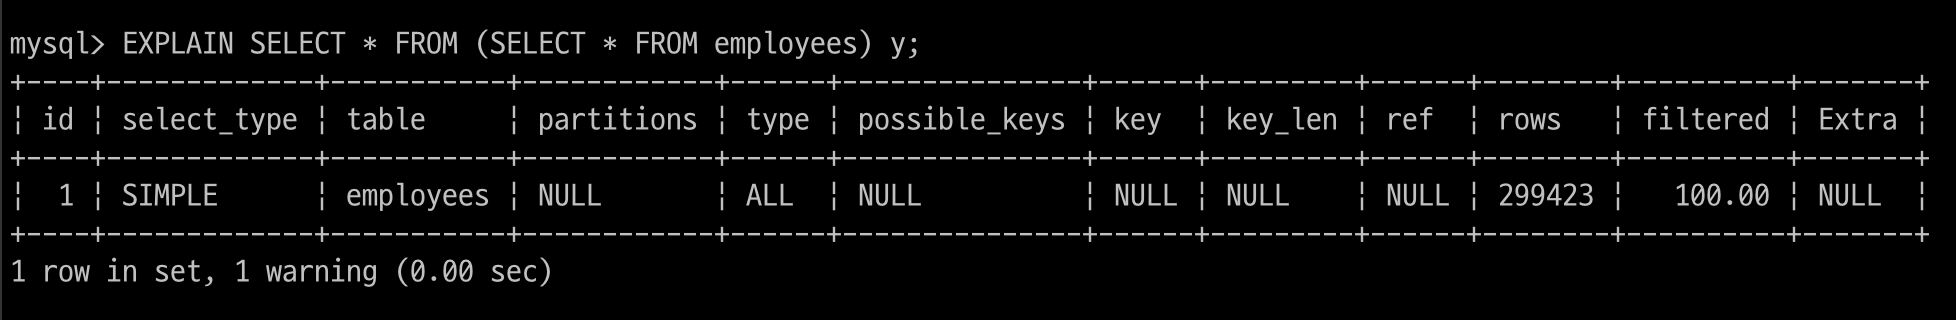 mysql> EXPLAIN SELECT * FROM (SELECT * FROM employees) y;
+----+-------------+-----------+------------+------+---------------+------+---------+------+--------+----------+-------+
| id | select_type | table     | partitions | type | possible_keys | key  | key_len | ref  | rows   | filtered | Extra |
+----+-------------+-----------+------------+------+---------------+------+---------+------+--------+----------+-------+
|  1 | SIMPLE      | employees | NULL       | ALL  | NULL          | NULL | NULL    | NULL | 299423 |   100.00 | NULL  |
+----+-------------+-----------+------------+------+---------------+------+---------+------+--------+----------+-------+
1 row in set, 1 warning (0.00 sec)